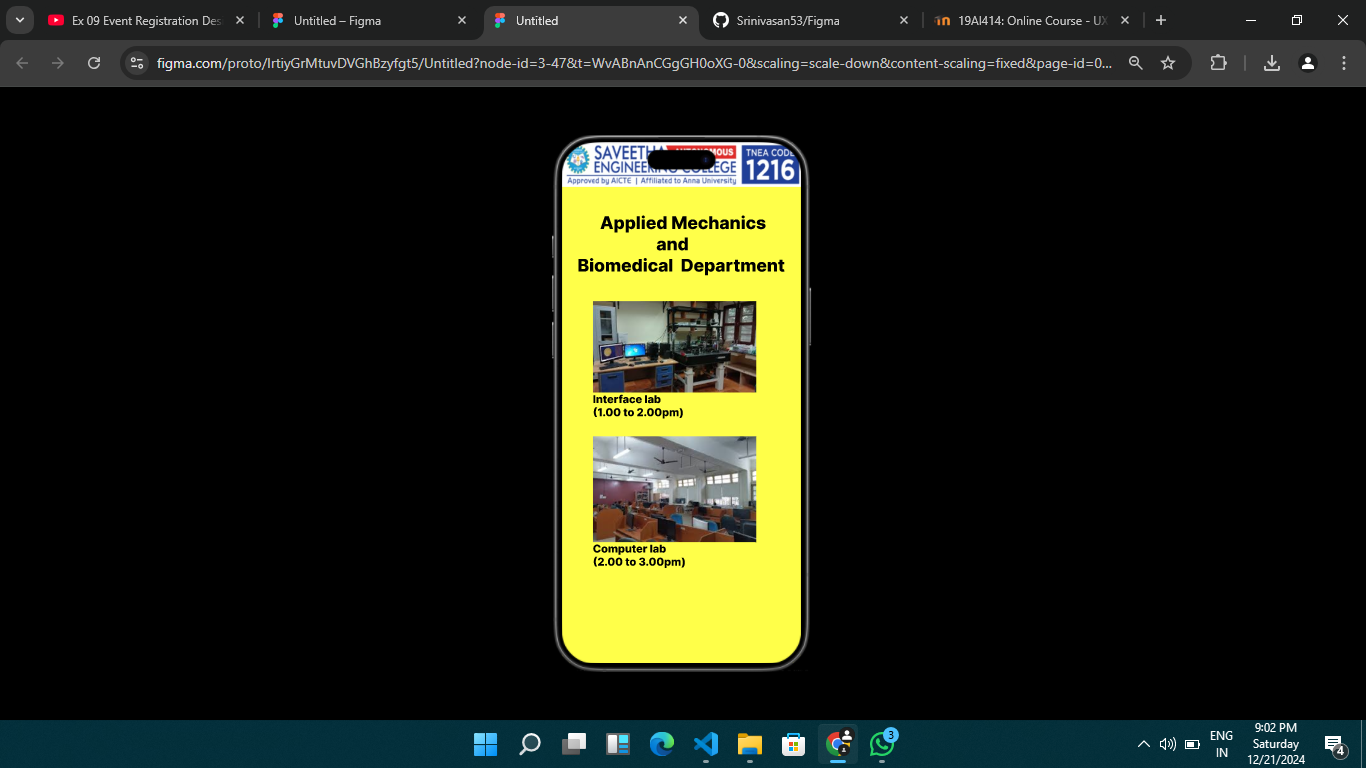 Ex 09 Event Registration Des
Untitled – Figma
Untitled
Srinivasan53/Figma
19AI414: Online Course - UX
figma.com/proto/IrtiyGrMtuvDVGhBzyfgt5/Untitled?node-id=3-47&t=WvABnAnCGgGH0oXG-0&scaling=scale-down&content-scaling=fixed&page-id=0...
SAVEETHA AUTONOMOUS
ENGINEERING COLLEGE
Approved by AICTE | Affiliated to Anna University
TNEA CODE
1216
Applied Mechanics
and
Biomedical Department
Interface lab
(1.00 to 2.00pm)
Computer lab
(2.00 to 3.00pm)
3
ENG
IN
9:02 PM
Saturday
12/21/2024
4